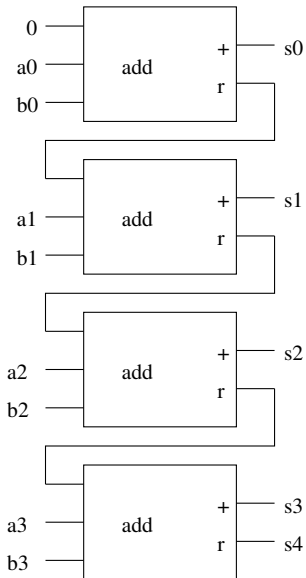 0
+ s0
a0 add
r
b0
+ s1
a1 add
r
b1
+ s2
a2 add
r
b2
+ s3
a3 add
r s4
b3